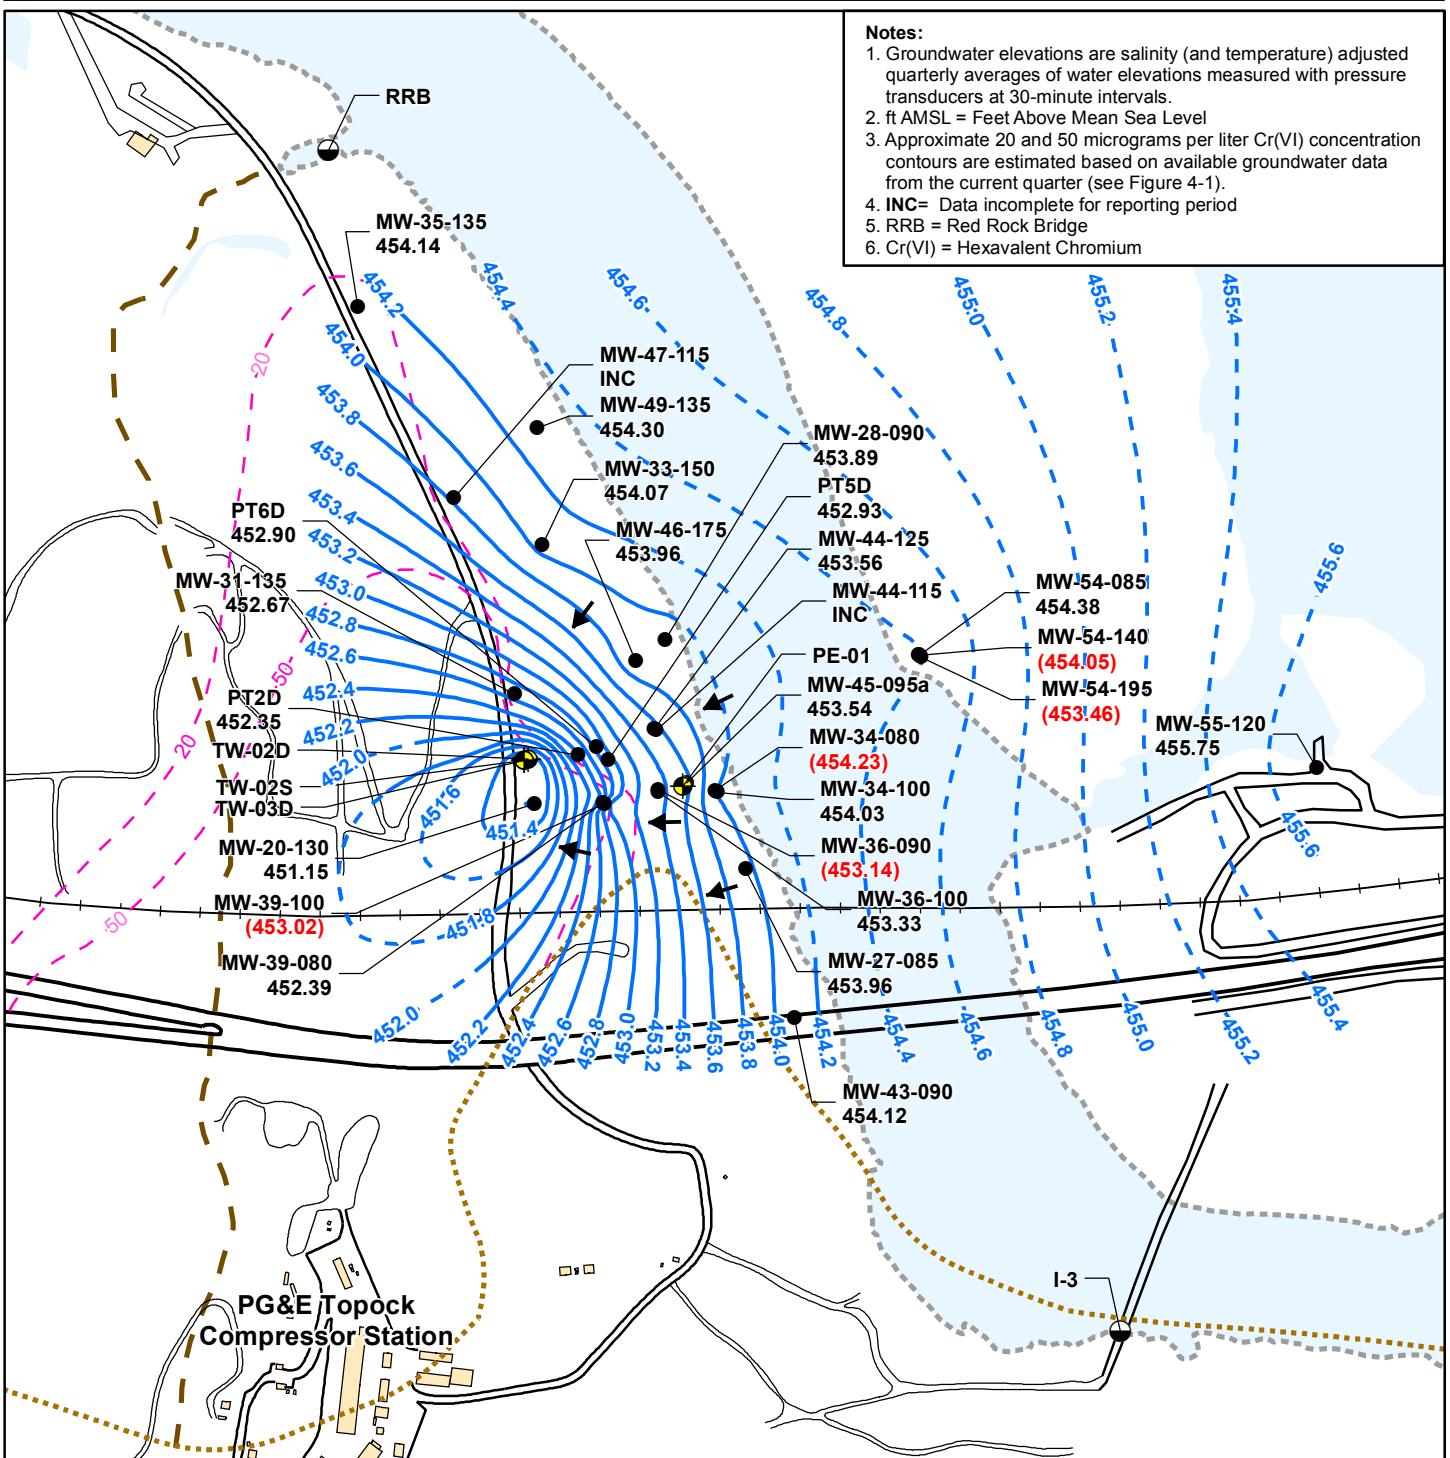 Notes:
1. Groundwater elevations are salinity (and temperature) adjusted
quarterly averages of water elevations measured with pressure
transducers at 30-minute intervals.
2. ft AMSL = Feet Above Mean Sea Level
3. Approximate 20 and 50 micrograms per liter Cr(VI) concentration
contours are estimated based on available groundwater data
from the current quarter (see Figure 4-1).
4. INC= Data incomplete for reporting period
5. RRB = Red Rock Bridge
6. Cr(VI) = Hexavalent Chromium
RRB
MW-35-135
454.14
454.2
454.4
454.6
454.8
455.0
455.2
455.4
454.0
20
MW-47-115
INC
453.8
MW-49-135
454.30
MW-28-090
453.89
453.6
MW-33-150
454.07
PT5D
452.93
453.4
PT6D
452.90
MW-46-175
453.96
MW-44-125
453.56
453.2
455.6
MW-31-135
452.67
453.0
MW-44-115
INC
MW-54-085
454.38
452.8
MW-54-140
(454.05)
452.6
PE-01
50
MW-45-095a
453.54
MW-54-195
(453.46)
452.4
PT2D
452.35
452.2
MW-34-080
(454.23)
MW-55-120
455.75
20
TW-02D
452.0
TW-02S
TW-03D
451.6
MW-34-100
454.03
451.4
455.6
MW-20-130
451.15
MW-36-090
(453.14)
MW-39-100
(453.02)
50
451.8
MW-36-100
453.33
MW-39-080
452.39
MW-27-085
453.96
452.0
452.2
452.4
452.6
452.8
453.0
453.2
453.4
453.6
453.8
454.0
454.2
454.4
454.6
454.8
455.0
455.2
455.4
MW-43-090
454.12
I-3
PG&E Topock
Compressor Station